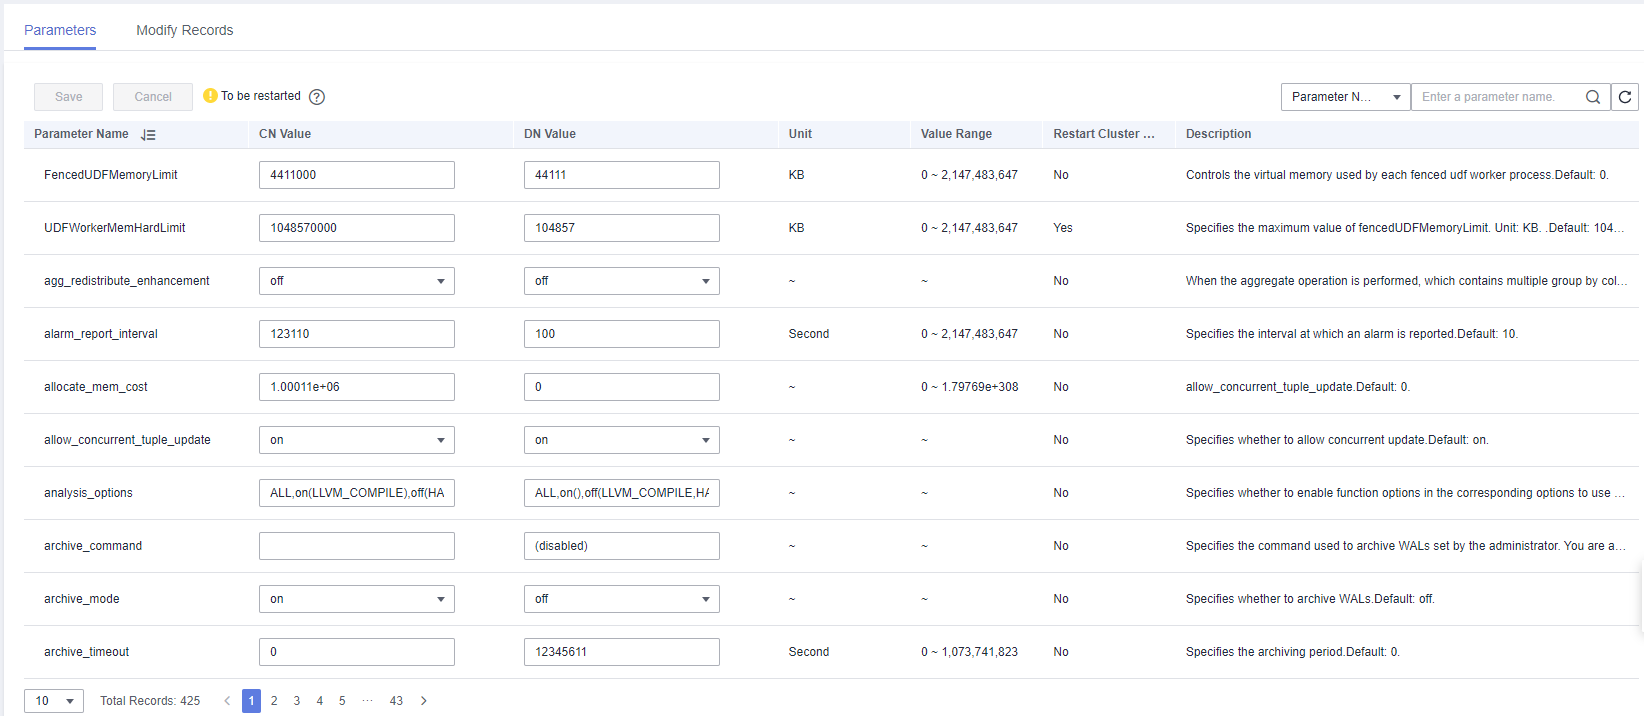 Parameters Modify Records
Save Cancel To be restarted Parameter N... Enter a parameter name.
Parameter Name CN Value DN Value Unit Value Range Restart Cluster ... Description
FencedUDFMemoryLimit 4411000 44111 KB 0 ~ 2,147,483,647 No Controls the virtual memory used by each fenced udf worker process.Default: 0.
UDFWorkerMemHardLimit 1048570000 104857 KB 0 ~ 2,147,483,647 Yes Specifies the maximum value of fencedUDFMemoryLimit. Unit: KB. .Default: 104...
agg_redistribute_enhancement off off ~ ~ No When the aggregate operation is performed, which contains multiple group by col...
alarm_report_interval 123110 100 Second 0 ~ 2,147,483,647 No Specifies the interval at which an alarm is reported.Default: 10.
allocate_mem_cost 1.00011e+06 0 ~ 0 ~ 1.79769e+308 No allow_concurrent_tuple_update.Default: 0.
allow_concurrent_tuple_update on on ~ ~ No Specifies whether to allow concurrent update.Default: on.
analysis_options ALL,on(LLVM_COMPILE),off(HA ALL,on(),off(LLVM_COMPILE,HA ~ ~ No Specifies whether to enable function options in the corresponding options to use ...
archive_command (disabled) ~ ~ No Specifies the command used to archive WALs set by the administrator. You are a...
archive_mode on off ~ ~ No Specifies whether to archive WALs.Default: off.
archive_timeout 0 12345611 Second 0 ~ 1,073,741,823 No Specifies the archiving period.Default: 0.
10 Total Records: 425 < 1 2 3 4 5 ... 43 >